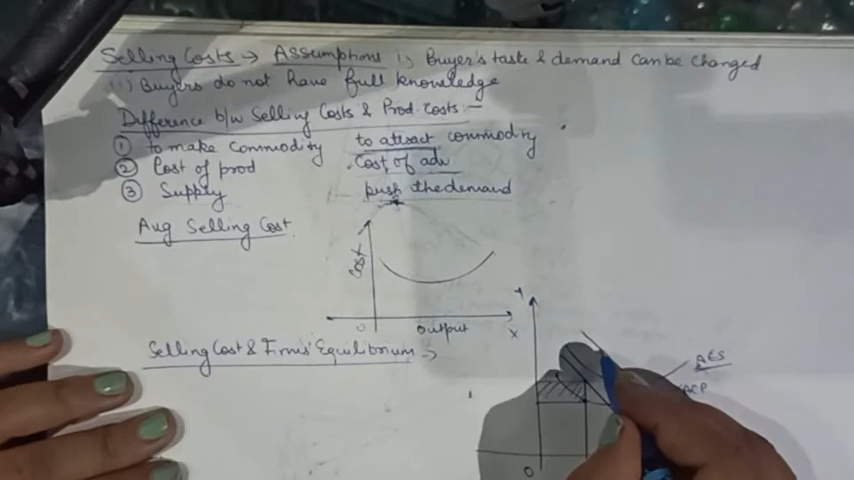 Selling Costs → Assumptions i) Buyer's taste & demand can be changed
ii) Buyers do not have full knowledge
Difference b/w Selling Costs & Prod. Costs :-
① to make commodity to attract commodity
② Cost of prod Cost of adv
③ Supply push the demand
Avg Selling Cost
Cost
O output X
Y
Selling Cost & Firms' Equilibrium →
AES
ACP
O